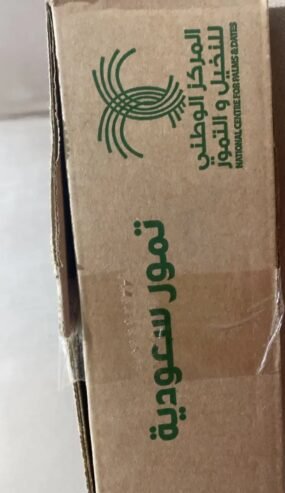 المركز الوطني
للنخيل و التمور
NATIONAL CENTRE FOR PALMS & DATES
تمور سعودية